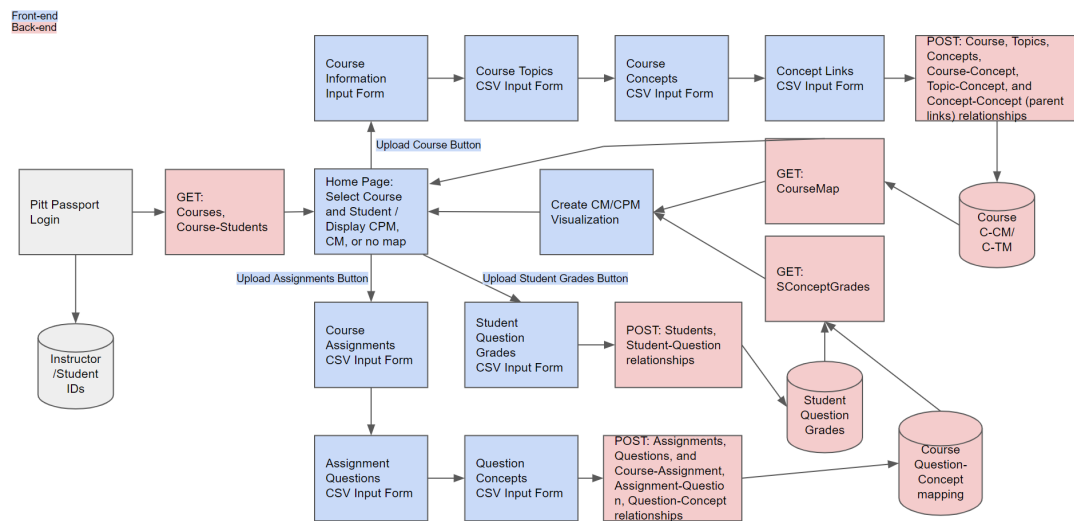 Front-end
Back-end
Course
Information
Input Form
Course Topics
CSV Input Form
Course
Concepts
CSV Input Form
Concept Links
CSV Input Form
POST: Course, Topics,
Concepts,
Course-Concept,
Topic-Concept, and
Concept-Concept (parent
links) relationships
Upload Course Button
Pitt Passport
Login
GET:
Courses,
Course-Students
Home Page:
Select Course
and Student /
Display CPM,
CM, or no map
Create CM/CPM
Visualization
GET:
CourseMap
Course
C-CM/
C-TM
Upload Assignments Button
Upload Student Grades Button
GET:
SConceptGrades
Instructor
/Student
IDs
Course
Assignments
CSV Input Form
Student
Question
Grades
CSV Input Form
POST: Students,
Student-Question
relationships
Student
Question
Grades
Assignment
Questions
CSV Input Form
Question
Concepts
CSV Input Form
POST: Assignments,
Questions, and
Course-Assignment,
Assignment-Questio
n, Question-Concept
relationships
Course
Question-
Concept
mapping